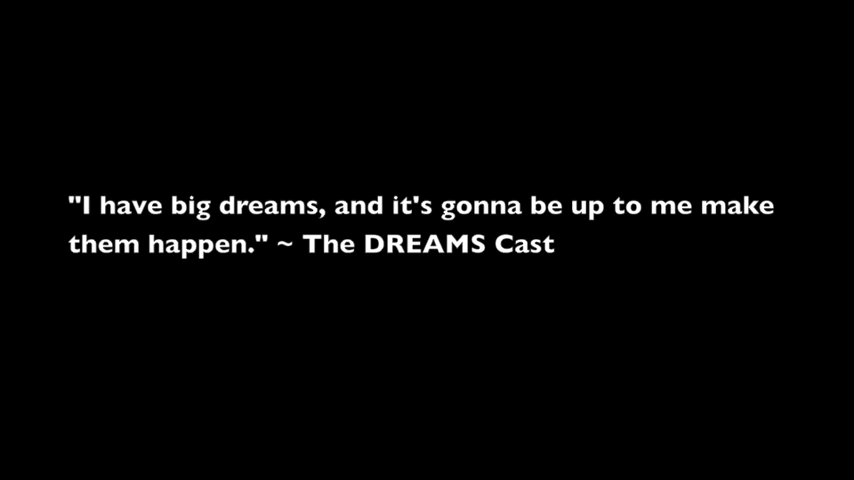 "I have big dreams, and it's gonna be up to me make
them happen." ~ The DREAMS Cast